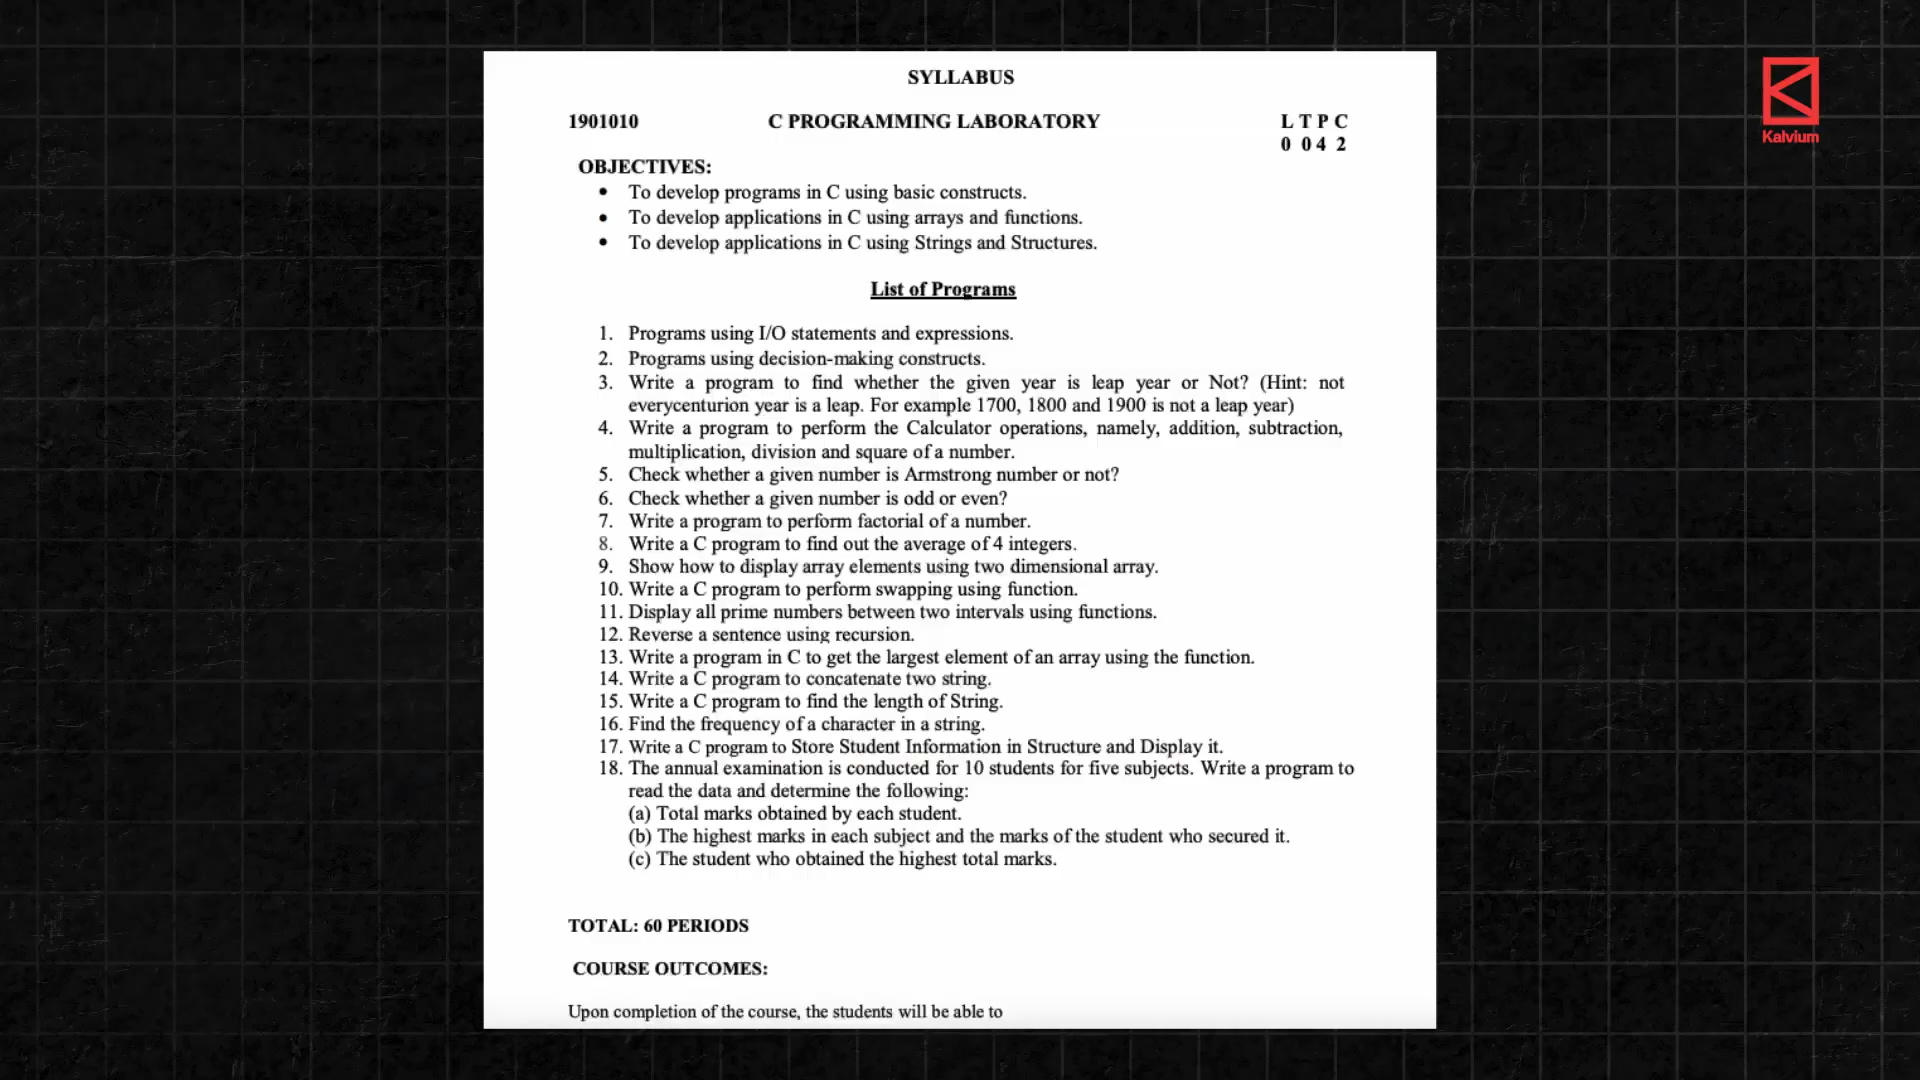 SYLLABUS
1901010 C PROGRAMMING LABORATORY L T P C
0 0 4 2
OBJECTIVES:
• To develop programs in C using basic constructs.
• To develop applications in C using arrays and functions.
• To develop applications in C using Strings and Structures.
List of Programs
1. Programs using I/O statements and expressions.
2. Programs using decision-making constructs.
3. Write a program to find whether the given year is leap year or Not? (Hint: not
everycenturion year is a leap. For example 1700, 1800 and 1900 is not a leap year)
4. Write a program to perform the Calculator operations, namely, addition, subtraction,
multiplication, division and square of a number.
5. Check whether a given number is Armstrong number or not?
6. Check whether a given number is odd or even?
7. Write a program to perform factorial of a number.
8. Write a C program to find out the average of 4 integers.
9. Show how to display array elements using two dimensional array.
10. Write a C program to perform swapping using function.
11. Display all prime numbers between two intervals using functions.
12. Reverse a sentence using recursion.
13. Write a program in C to get the largest element of an array using the function.
14. Write a C program to concatenate two string.
15. Write a C program to find the length of String.
16. Find the frequency of a character in a string.
17. Write a C program to Store Student Information in Structure and Display it.
18. The annual examination is conducted for 10 students for five subjects. Write a program to
read the data and determine the following:
(a) Total marks obtained by each student.
(b) The highest marks in each subject and the marks of the student who secured it.
(c) The student who obtained the highest total marks.
TOTAL: 60 PERIODS
COURSE OUTCOMES:
Upon completion of the course, the students will be able to
Kalvium